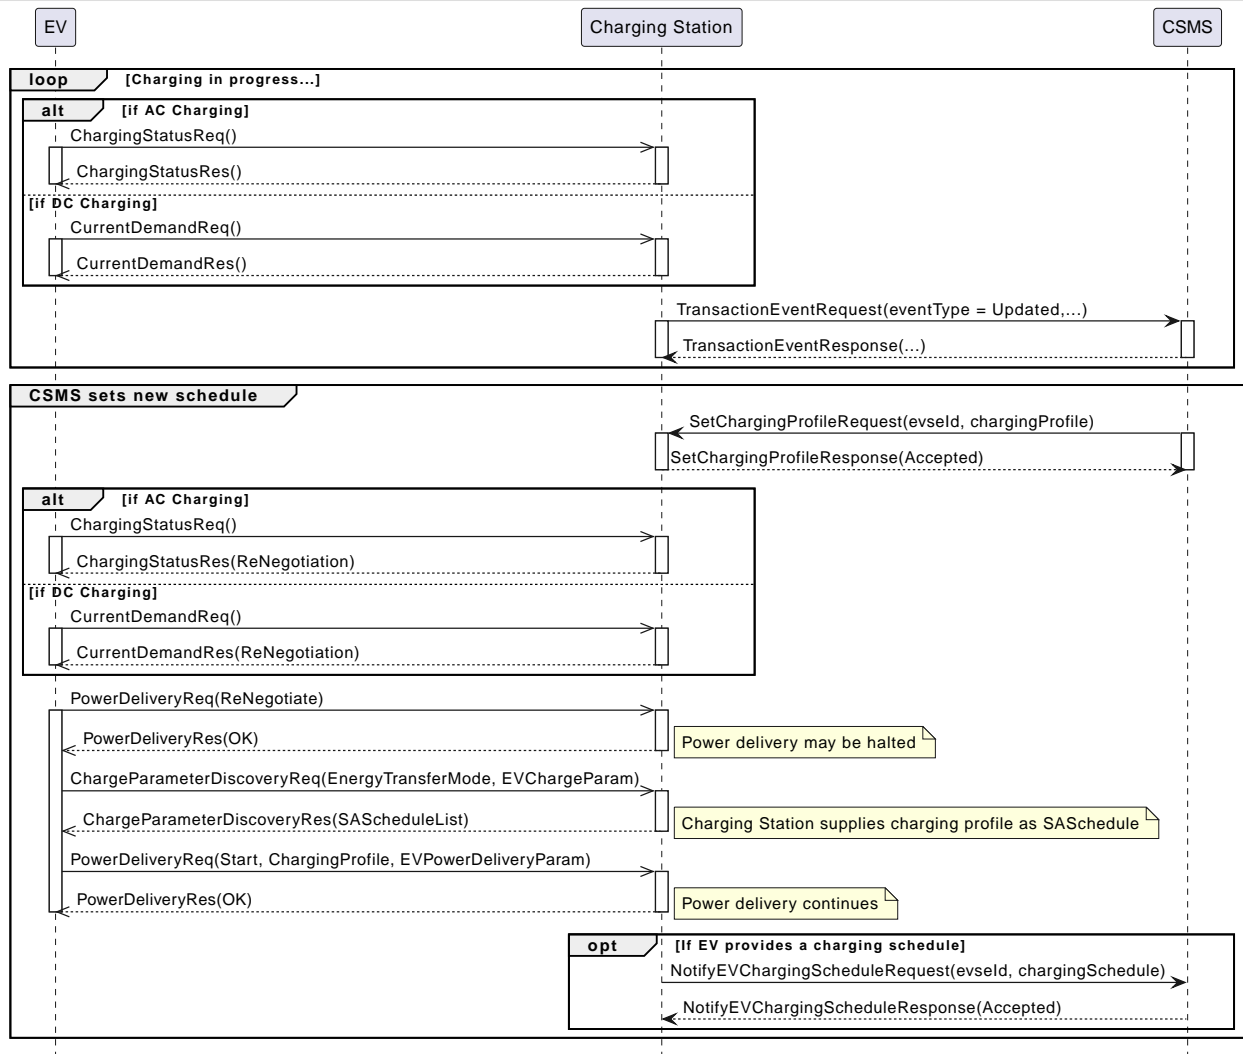 EV
Charging Station
CSMS
loop
[Charging in progress...]
alt
[if AC Charging]
ChargingStatusReq()
ChargingStatusRes()
[if DC Charging]
CurrentDemandReq()
CurrentDemandRes()
TransactionEventRequest(eventType = Updated,...)
TransactionEventResponse(...)
CSMS sets new schedule
SetChargingProfileRequest(evseId, chargingProfile)
SetChargingProfileResponse(Accepted)
alt
[if AC Charging]
ChargingStatusReq()
ChargingStatusRes(ReNegotiation)
[if DC Charging]
CurrentDemandReq()
CurrentDemandRes(ReNegotiation)
PowerDeliveryReq(ReNegotiate)
PowerDeliveryRes(OK)
Power delivery may be halted
ChargeParameterDiscoveryReq(EnergyTransferMode, EVChargeParam)
ChargeParameterDiscoveryRes(SAScheduleList)
Charging Station supplies charging profile as SASchedule
PowerDeliveryReq(Start, ChargingProfile, EVPowerDeliveryParam)
PowerDeliveryRes(OK)
Power delivery continues
opt
[If EV provides a charging schedule]
NotifyEVChargingScheduleRequest(evseId, chargingSchedule)
NotifyEVChargingScheduleResponse(Accepted)